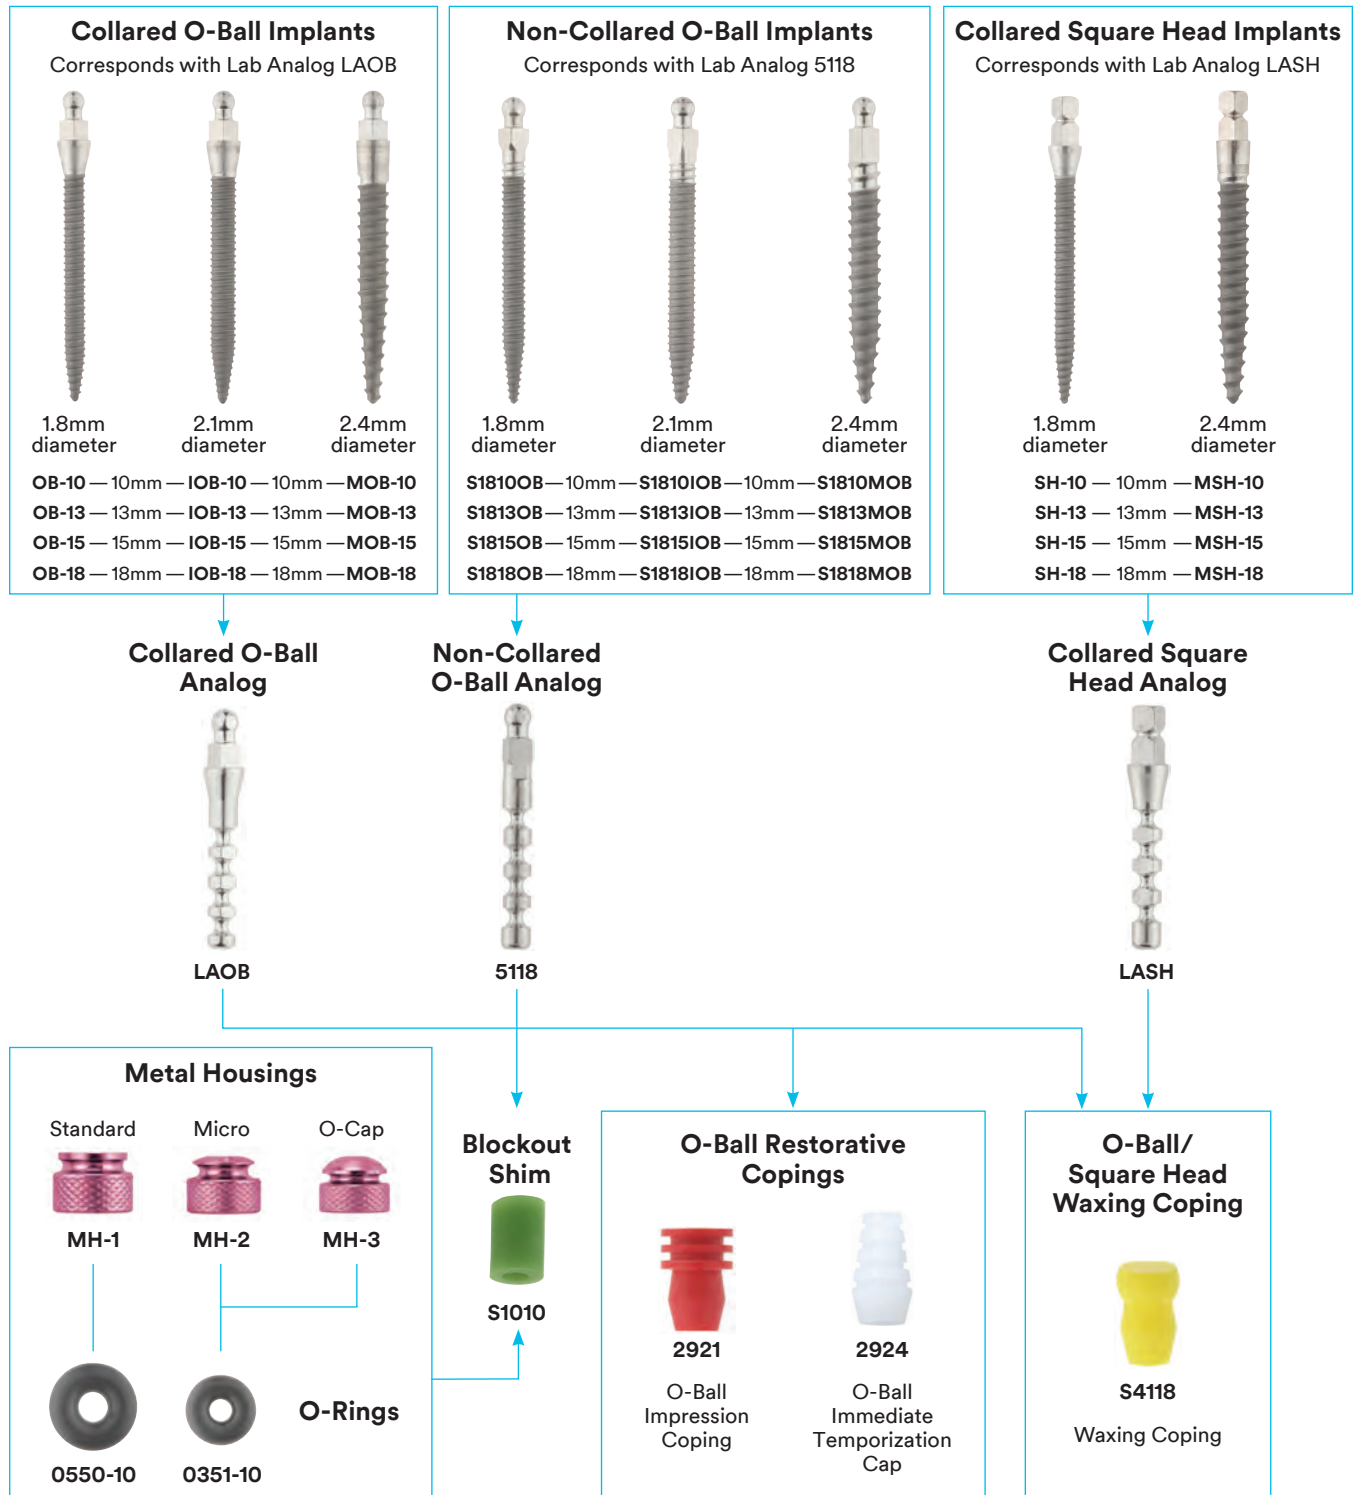 Collared O-Ball Implants
Corresponds with Lab Analog LAOB
1.8mm diameter
2.1mm diameter
2.4mm diameter
OB-10 — 10mm — IOB-10 — 10mm — MOB-10
OB-13 — 13mm — IOB-13 — 13mm — MOB-13
OB-15 — 15mm — IOB-15 — 15mm — MOB-15
OB-18 — 18mm — IOB-18 — 18mm — MOB-18
Non-Collared O-Ball Implants
Corresponds with Lab Analog 5118
1.8mm diameter
2.1mm diameter
2.4mm diameter
S1810OB — 10mm — S1810IOB — 10mm — S1810MOB
S1813OB — 13mm — S1813IOB — 13mm — S1813MOB
S1815OB — 15mm — S1815IOB — 15mm — S1815MOB
S1818OB — 18mm — S1818IOB — 18mm — S1818MOB
Collared Square Head Implants
Corresponds with Lab Analog LASH
1.8mm diameter
2.4mm diameter
SH-10 — 10mm — MSH-10
SH-13 — 13mm — MSH-13
SH-15 — 15mm — MSH-15
SH-18 — 18mm — MSH-18
Collared O-Ball
Analog
LAOB
Non-Collared
O-Ball Analog
5118
Collared Square
Head Analog
LASH
Metal Housings
Standard
Micro
O-Cap
MH-1
MH-2
MH-3
O-Rings
0550-10
0351-10
Blockout
Shim
S1010
O-Ball Restorative
Copings
2921
O-Ball
Impression
Coping
2924
O-Ball
Immediate
Temporization
Cap
O-Ball/
Square Head
Waxing Coping
S4118
Waxing Coping